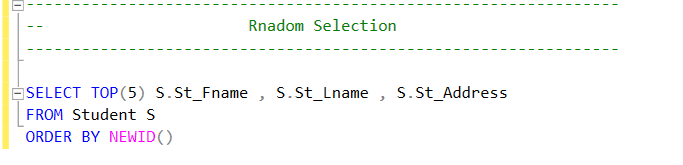 ------------------------------------------------------------------
--                       Rnadom Selection
------------------------------------------------------------------
SELECT TOP(5) S.St_Fname , S.St_Lname , S.St_Address
FROM Student S
ORDER BY NEWID()